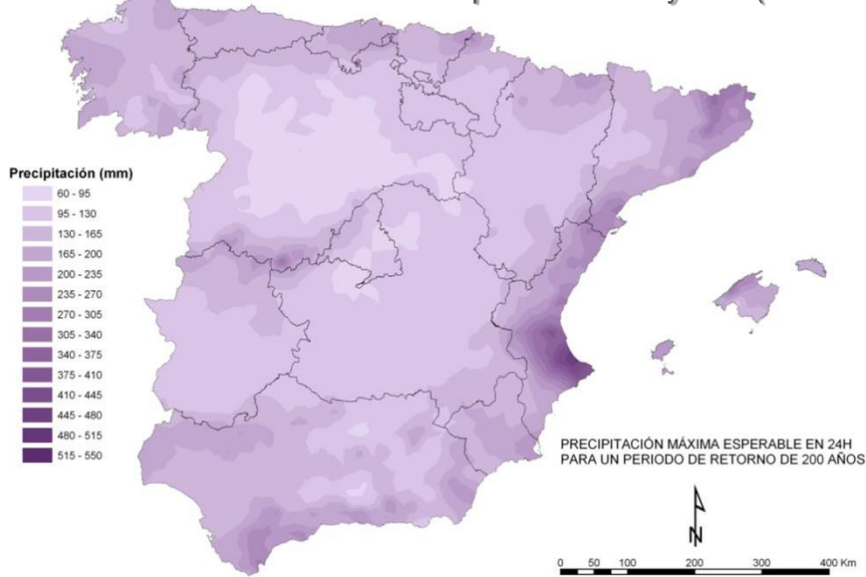 Precipitación (mm)
60 - 95
95 - 130
130 - 165
165 - 200
200 - 235
235 - 270
270 - 305
305 - 340
340 - 375
375 - 410
410 - 445
445 - 480
480 - 515
515 - 550
PRECIPITACIÓN MÁXIMA ESPERABLE EN 24H
PARA UN PERIODO DE RETORNO DE 200 AÑOS
N
0 50 100 200 300 400 Km